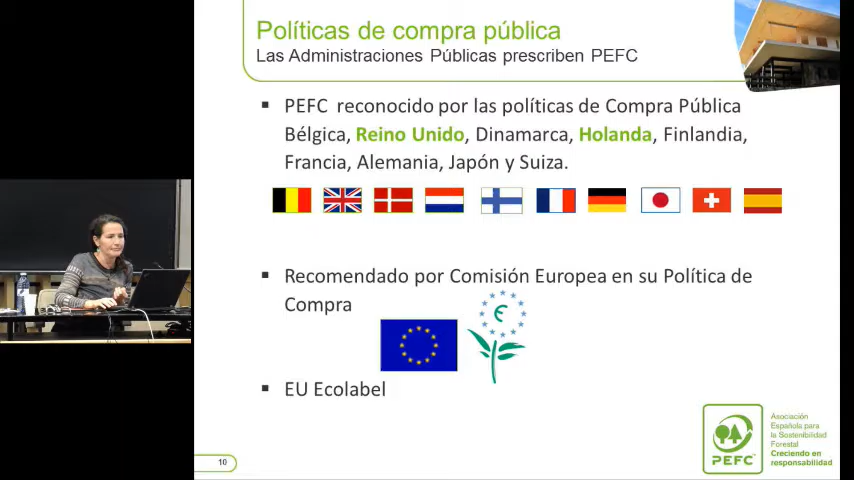 Políticas de compra pública
Las Administraciones Públicas prescriben PEFC
▪ PEFC reconocido por las políticas de Compra Pública
Bélgica, Reino Unido, Dinamarca, Holanda, Finlandia,
Francia, Alemania, Japón y Suiza.
▪ Recomendado por Comisión Europea en su Política de
Compra
▪ EU Ecolabel
10
PEFC
Asociación
Española para
la Sostenibilidad
Forestal
Creciendo en
responsabilidad